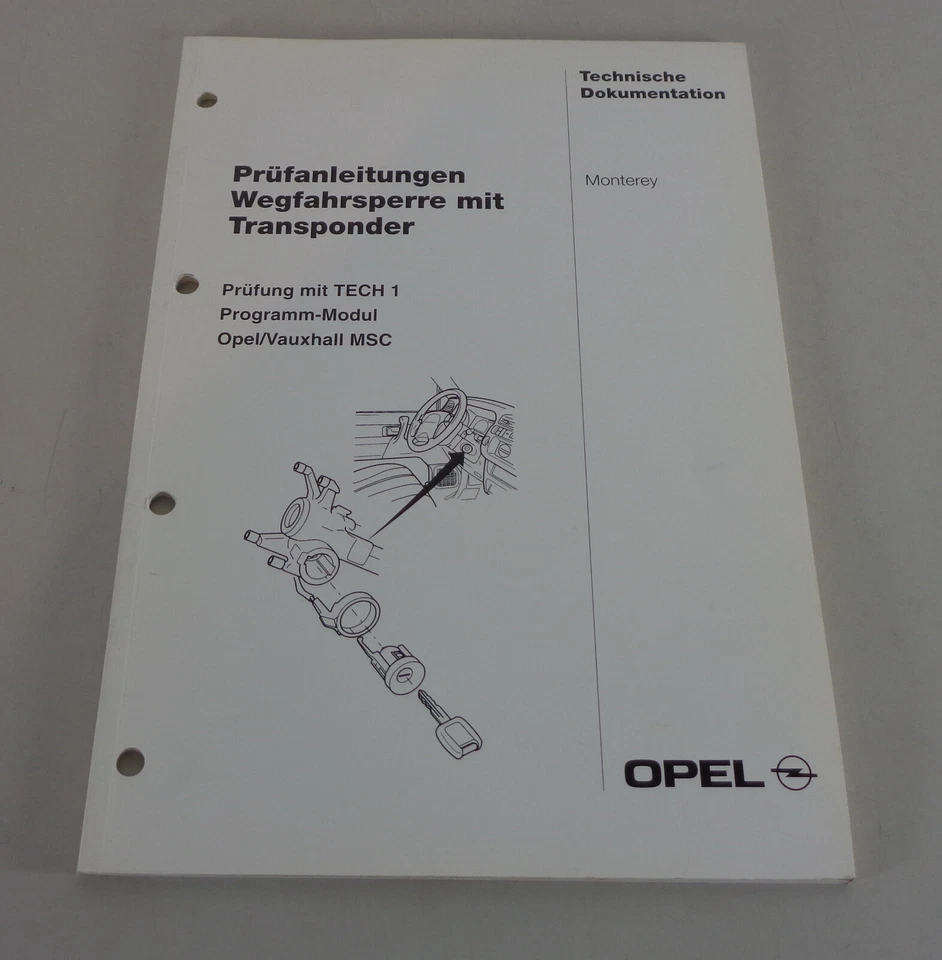 Technische
Dokumentation
Monterey
Prüfanleitungen
Wegfahrsperre mit
Transponder
Prüfung mit TECH 1
Programm-Modul
Opel/Vauxhall MSC
OPEL